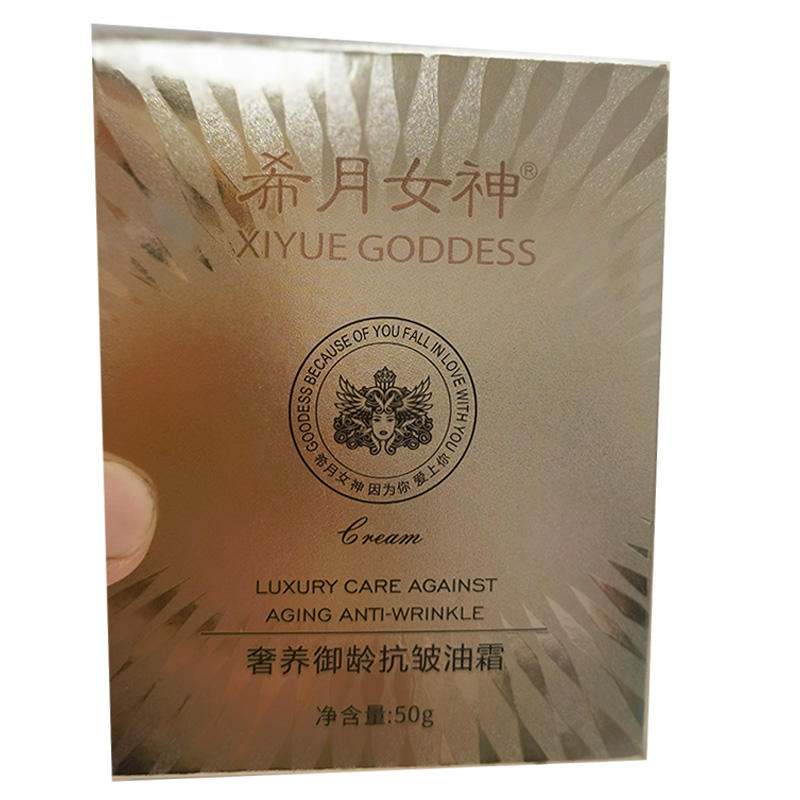 希月女神®
XIYUE GODDESS
GODDESS BECAUSE OF YOU FALL IN LOVE WITH YOU
希月女神 因为你 爱上你
Cream
LUXURY CARE AGAINST
AGING ANTI-WRINKLE
奢养御龄抗皱油霜
净含量:50g